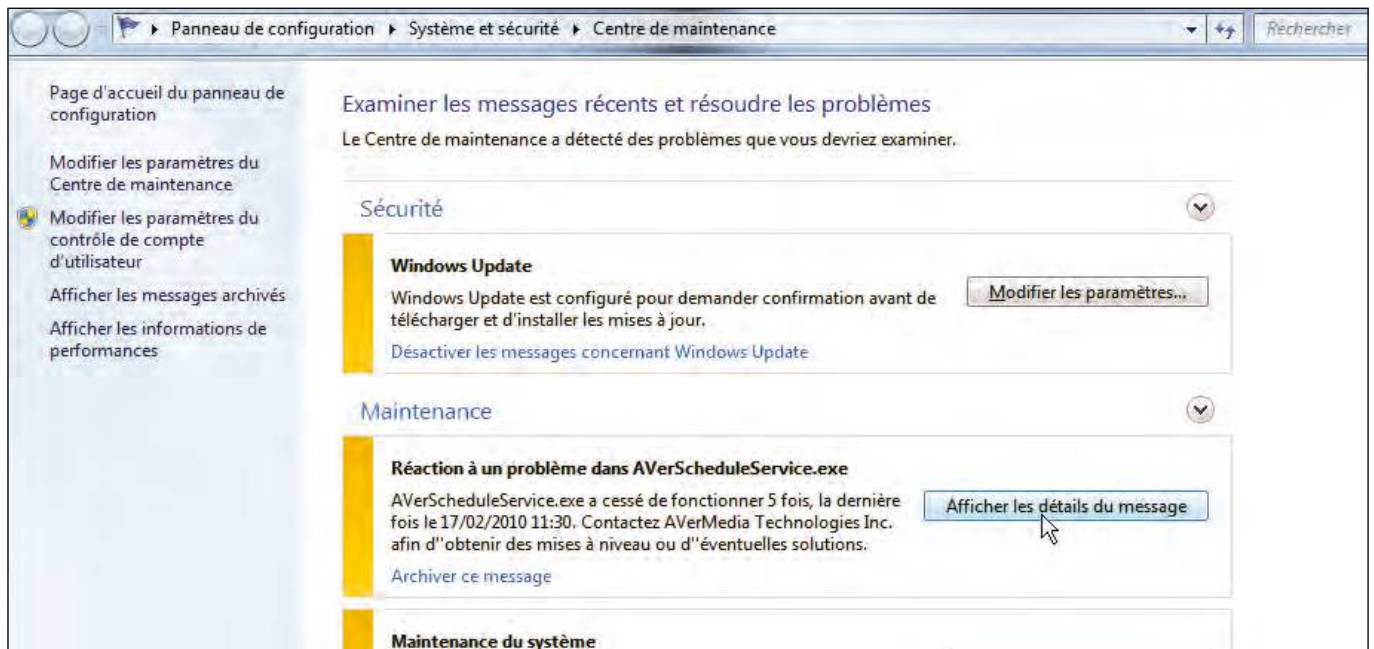 Panneau de configuration ▸ Système et sécurité ▸ Centre de maintenance
Rechercher
Page d'accueil du panneau de
configuration
Modifier les paramètres du
Centre de maintenance
Modifier les paramètres du
contrôle de compte
d'utilisateur
Afficher les messages archivés
Afficher les informations de
performances
Examiner les messages récents et résoudre les problèmes
Le Centre de maintenance a détecté des problèmes que vous devriez examiner.
Sécurité
Windows Update
Windows Update est configuré pour demander confirmation avant de
télécharger et d'installer les mises à jour.
Modifier les paramètres...
Désactiver les messages concernant Windows Update
Maintenance
Réaction à un problème dans AVerScheduleService.exe
AVerScheduleService.exe a cessé de fonctionner 5 fois, la dernière
fois le 17/02/2010 11:30. Contactez AVerMedia Technologies Inc.
afin d''obtenir des mises à niveau ou d''éventuelles solutions.
Afficher les détails du message
Archiver ce message
Maintenance du système